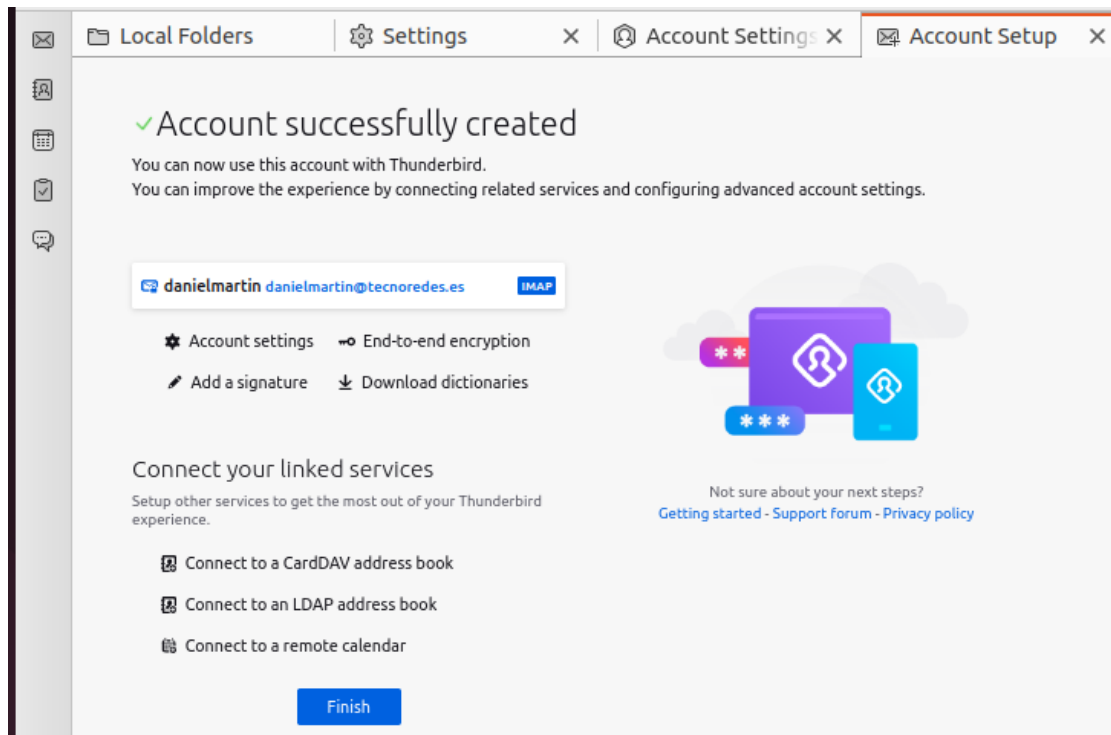 Local Folders
Settings
Account Settings
Account Setup
Account successfully created
You can now use this account with Thunderbird.
You can improve the experience by connecting related services and configuring advanced account settings.
danielmartin danielmartin@tecnoredes.es IMAP
Account settings
End-to-end encryption
Add a signature
Download dictionaries
**
***
Connect your linked services
Setup other services to get the most out of your Thunderbird
experience.
Not sure about your next steps?
Getting started - Support forum - Privacy policy
Connect to a CardDAV address book
Connect to an LDAP address book
Connect to a remote calendar
Finish